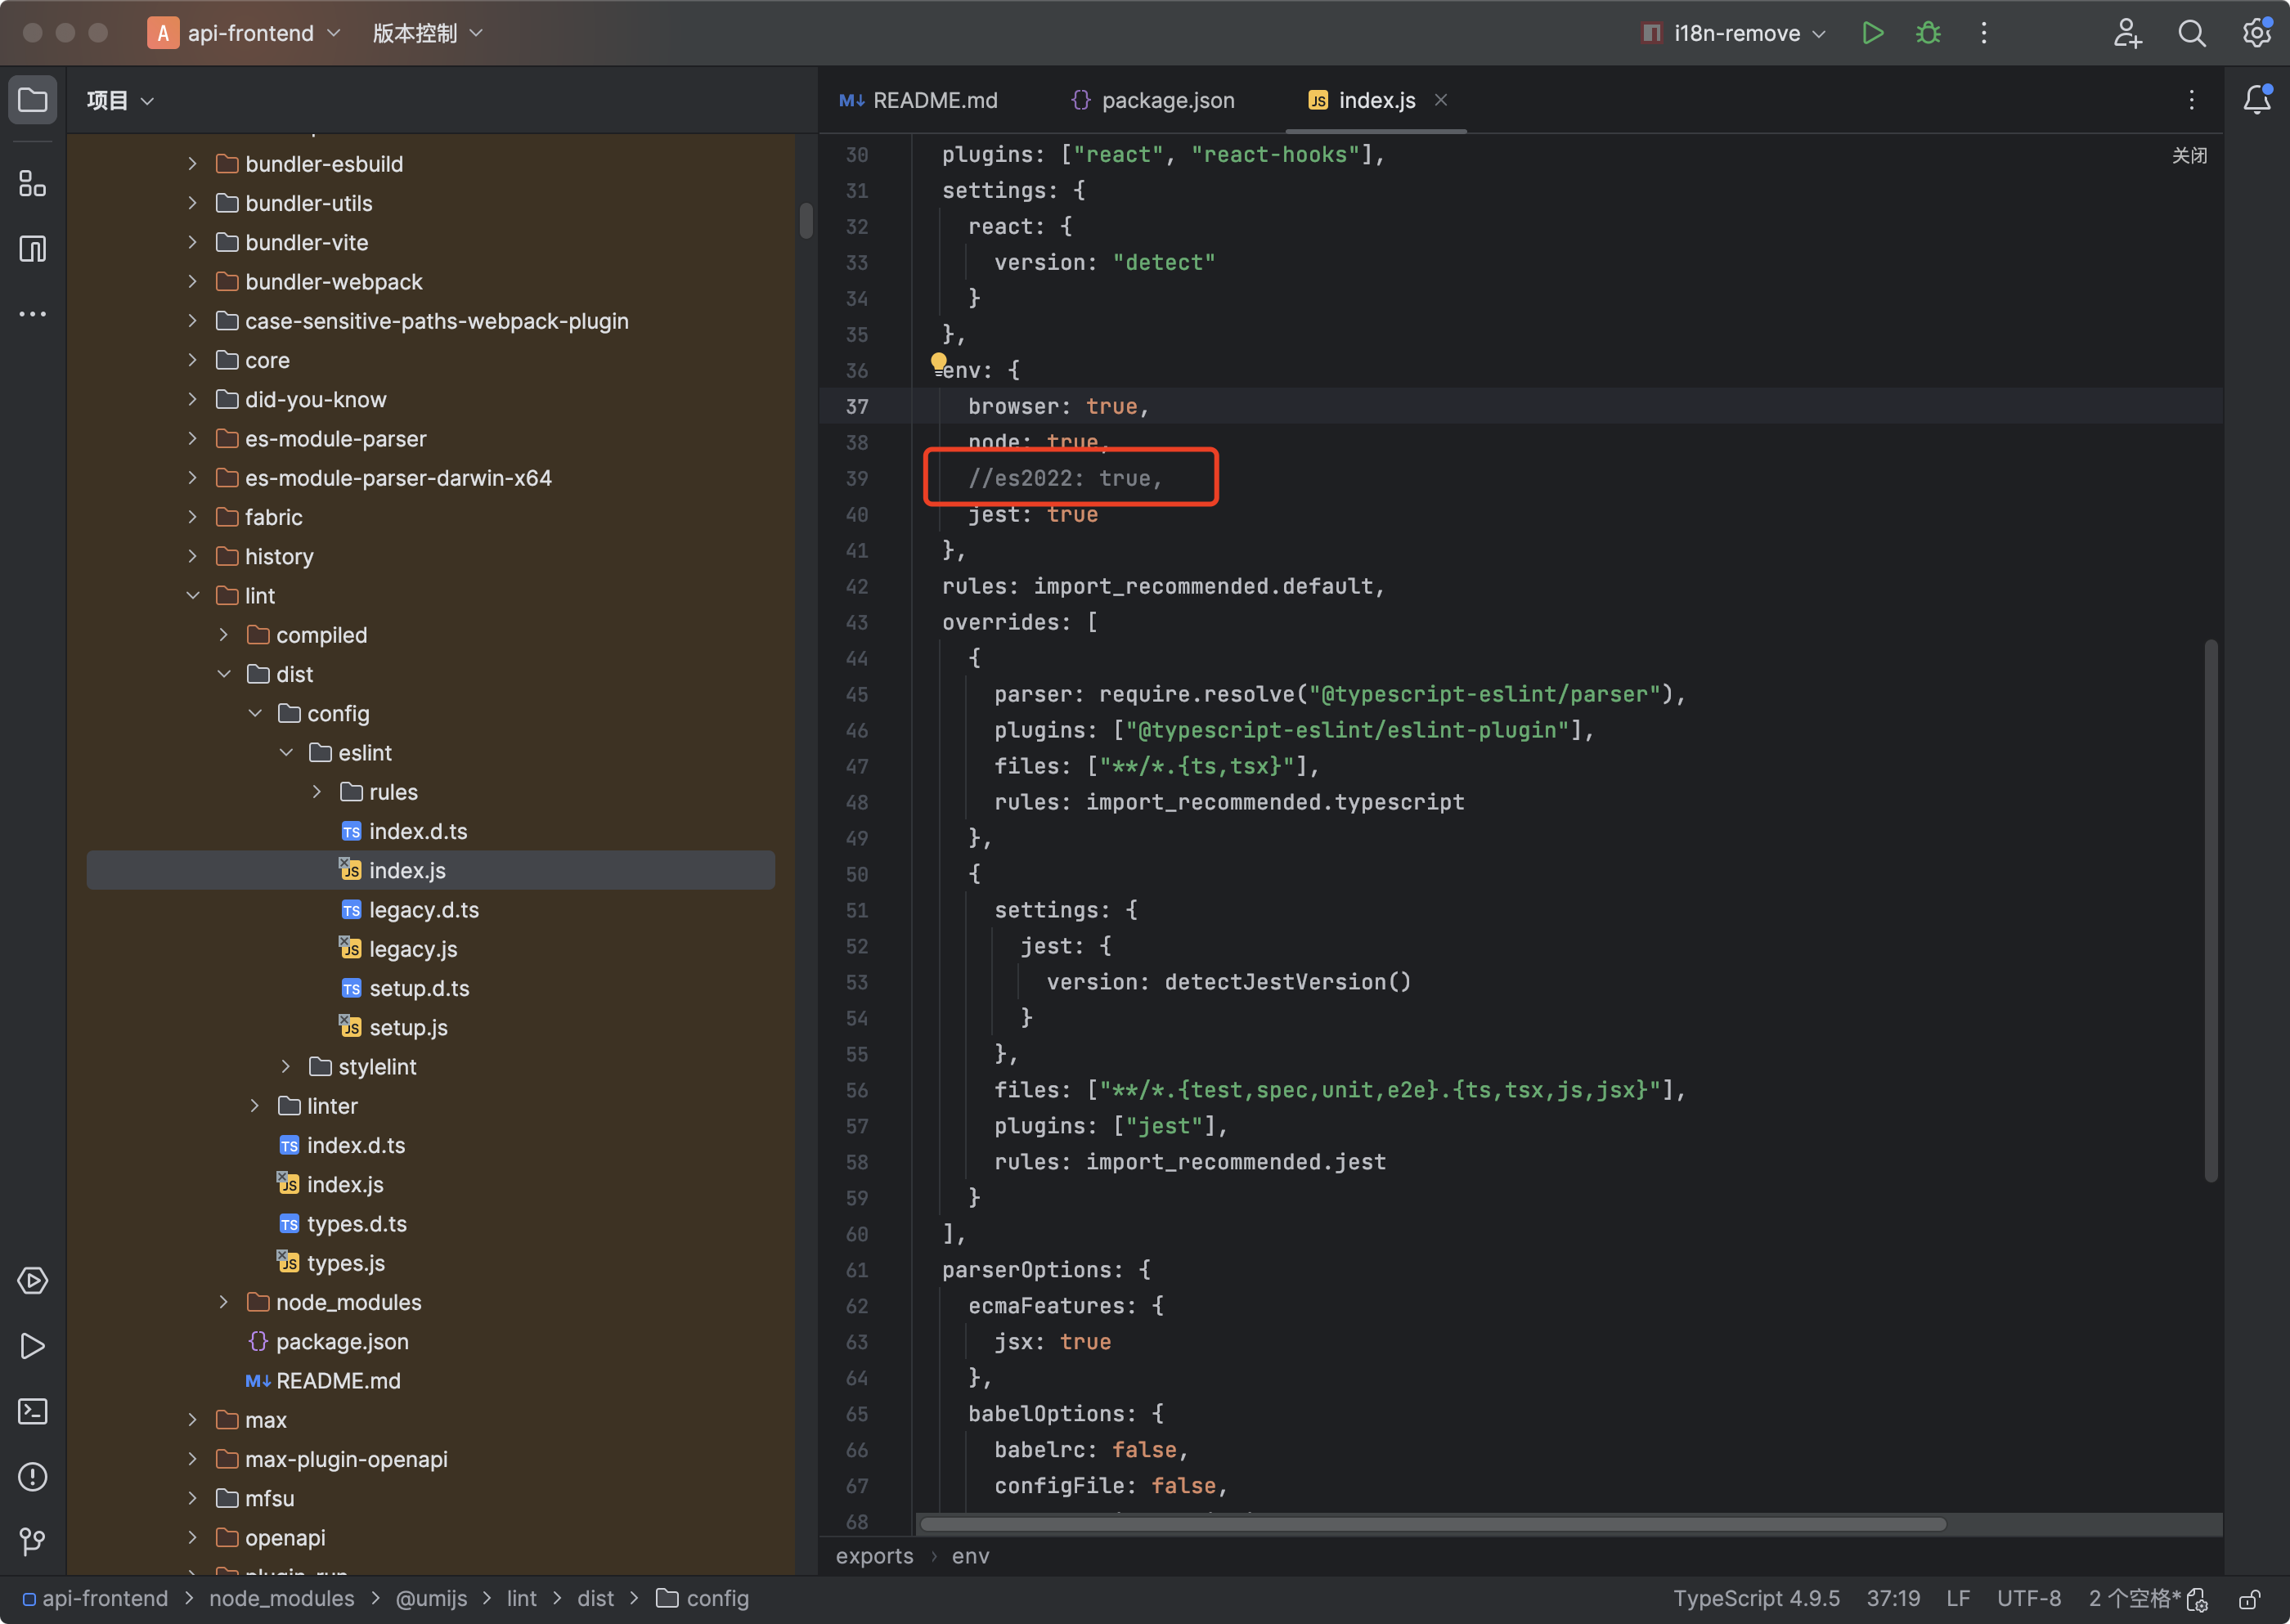 A api-frontend 版本控制
i18n-remove
项目
README.md
package.json
index.js
关闭
bundler-esbuild
bundler-utils
bundler-vite
bundler-webpack
case-sensitive-paths-webpack-plugin
core
did-you-know
es-module-parser
es-module-parser-darwin-x64
fabric
history
lint
compiled
dist
config
eslint
rules
index.d.ts
index.js
legacy.d.ts
legacy.js
setup.d.ts
setup.js
stylelint
linter
index.d.ts
index.js
types.d.ts
types.js
node_modules
package.json
README.md
max
max-plugin-openapi
mfsu
openapi
plugin-run
30 plugins: ["react", "react-hooks"],
31 settings: {
32 react: {
33 version: "detect"
34 }
35 },
36 env: {
37 browser: true,
38 node: true,
39 //es2022: true,
40 jest: true
41 },
42 rules: import_recommended.default,
43 overrides: [
44 {
45 parser: require.resolve("@typescript-eslint/parser"),
46 plugins: ["@typescript-eslint/eslint-plugin"],
47 files: ["**/*.{ts,tsx}"],
48 rules: import_recommended.typescript
49 },
50 {
51 settings: {
52 jest: {
53 version: detectJestVersion()
54 }
55 },
56 files: ["**/*.{test,spec,unit,e2e}.{ts,tsx,js,jsx}"],
57 plugins: ["jest"],
58 rules: import_recommended.jest
59 }
60 ],
61 parserOptions: {
62 ecmaFeatures: {
63 jsx: true
64 },
65 babelOptions: {
66 babelrc: false,
67 configFile: false,
68
exports › env
api-frontend > node_modules > @umijs > lint > dist > config
TypeScript 4.9.5 37:19 LF UTF-8 2 个空格*